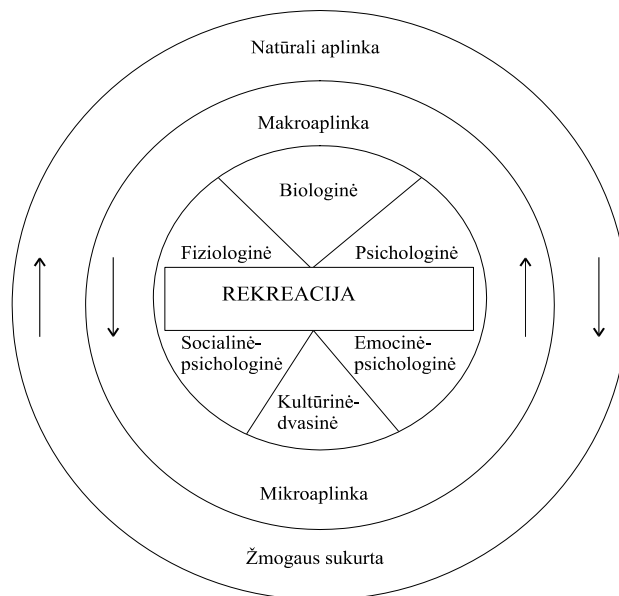 Natūrali aplinka
Makroaplinka
Biologinė
Fiziologinė
Psichologinė
REKREACIJA
Socialinė-
psichologinė
Emocinė-
psichologinė
Kultūrinė-
dvasinė
Mikroaplinka
Žmogaus sukurta